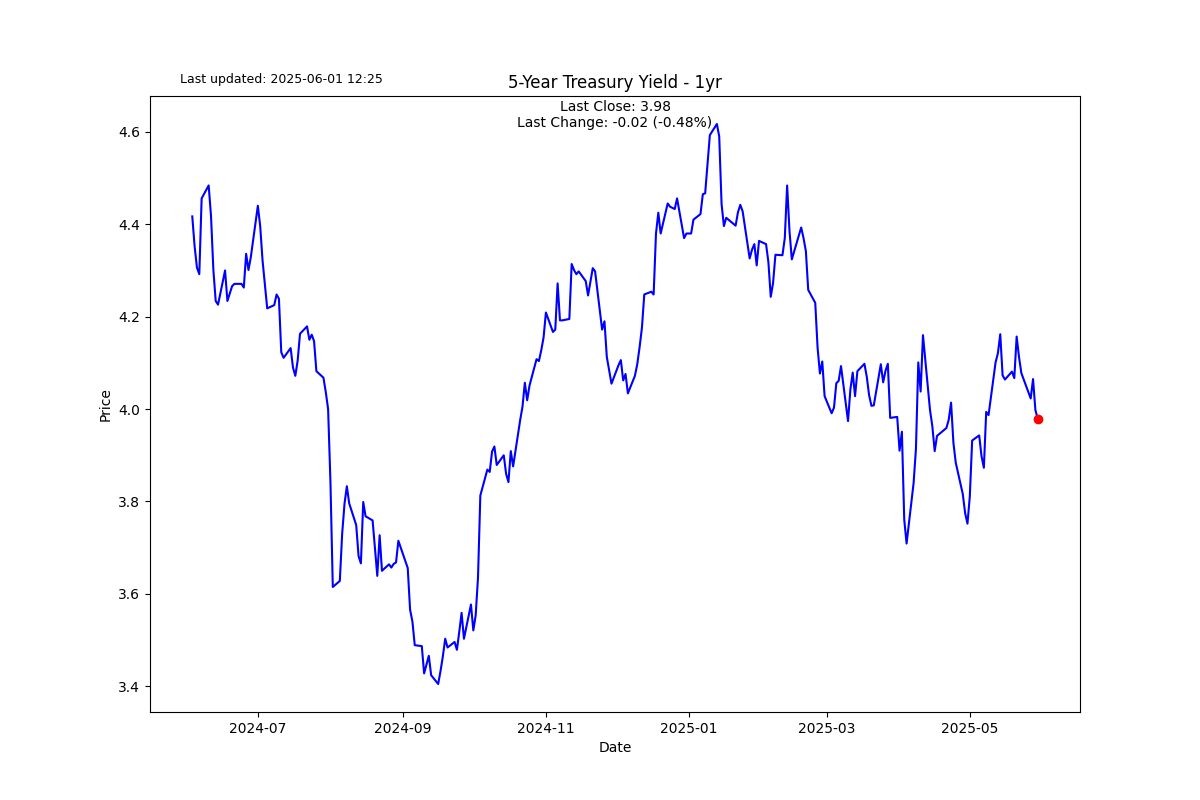 Last updated: 2025-06-01 12:25
5-Year Treasury Yield - 1yr
Last Close: 3.98
Last Change: -0.02 (-0.48%)
4.6
4.4
4.2
4.0
3.8
3.6
3.4
Price
2024-07
2024-09
2024-11
2025-01
2025-03
2025-05
Date